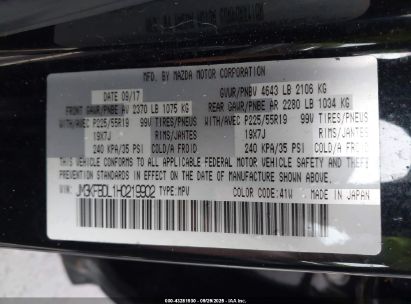 MFD. BY MAZDA MOTOR CORPORATION
DATE 09/17 GVWR/PNBV 4643 LB 2106 KG
FRONT GAWR/PNBE AV 2370 LB 1075 KG REAR GAWR/PNBE AR 2280 LB 1034 KG
WITH/AVEC P225/55R19 99V TIRES/PNEUS WITH/AVEC P225/55R19 99V TIRES/PNEUS
19X7J RIMS/JANTES 19X7J RIMS/JANTES
240 KPA/35 PSI COLD/A FROID 240 KPA/35 PSI COLD/A FROID
THIS VEHICLE CONFORMS TO ALL APPLICABLE FEDERAL MOTOR VEHICLE SAFETY, BUMPER, AND
THEFT PREVENTION STANDARDS IN EFFECT ON THE DATE OF MANUFACTURE SHOWN ABOVE.
JM3KFBDL1H0219902 TYPE:MPV COLOR CODE:41W MADE IN JAPAN